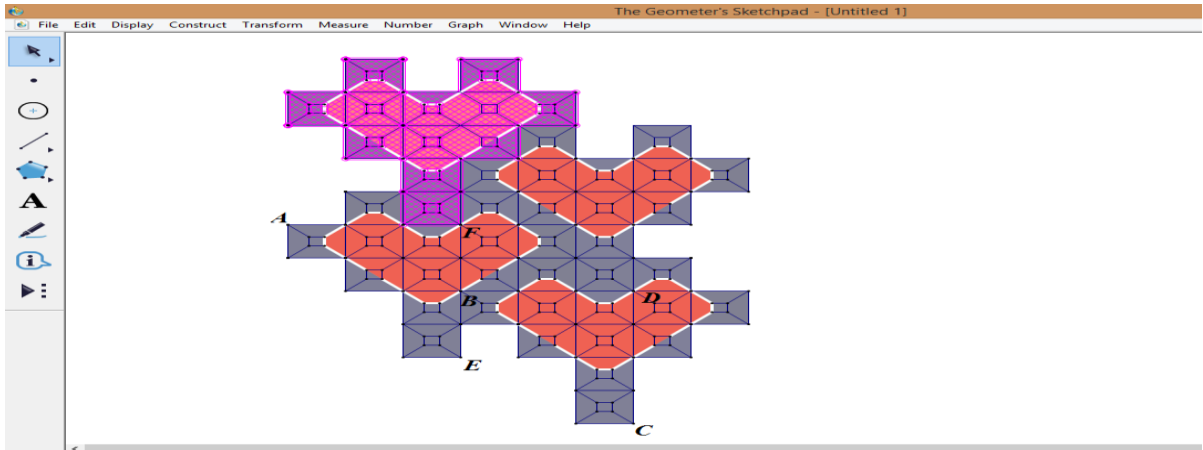 The Geometer's Sketchpad - [Untitled 1]
File Edit Display Construct Transform Measure Number Graph Window Help
A
A
F
B
D
E
C